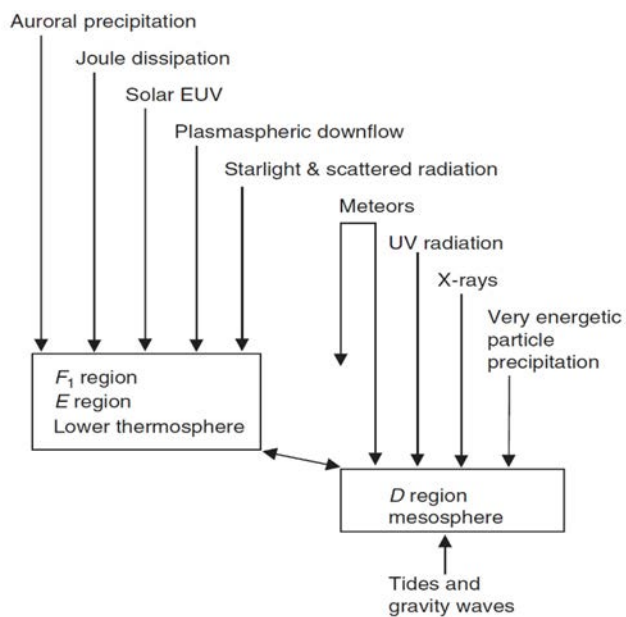 Auroral precipitation
Joule dissipation
Solar EUV
Plasmaspheric downflow
Starlight & scattered radiation
Meteors
UV radiation
X-rays
Very energetic
particle
precipitation
F₁ region
E region
Lower thermosphere
D region
mesosphere
Tides and
gravity waves